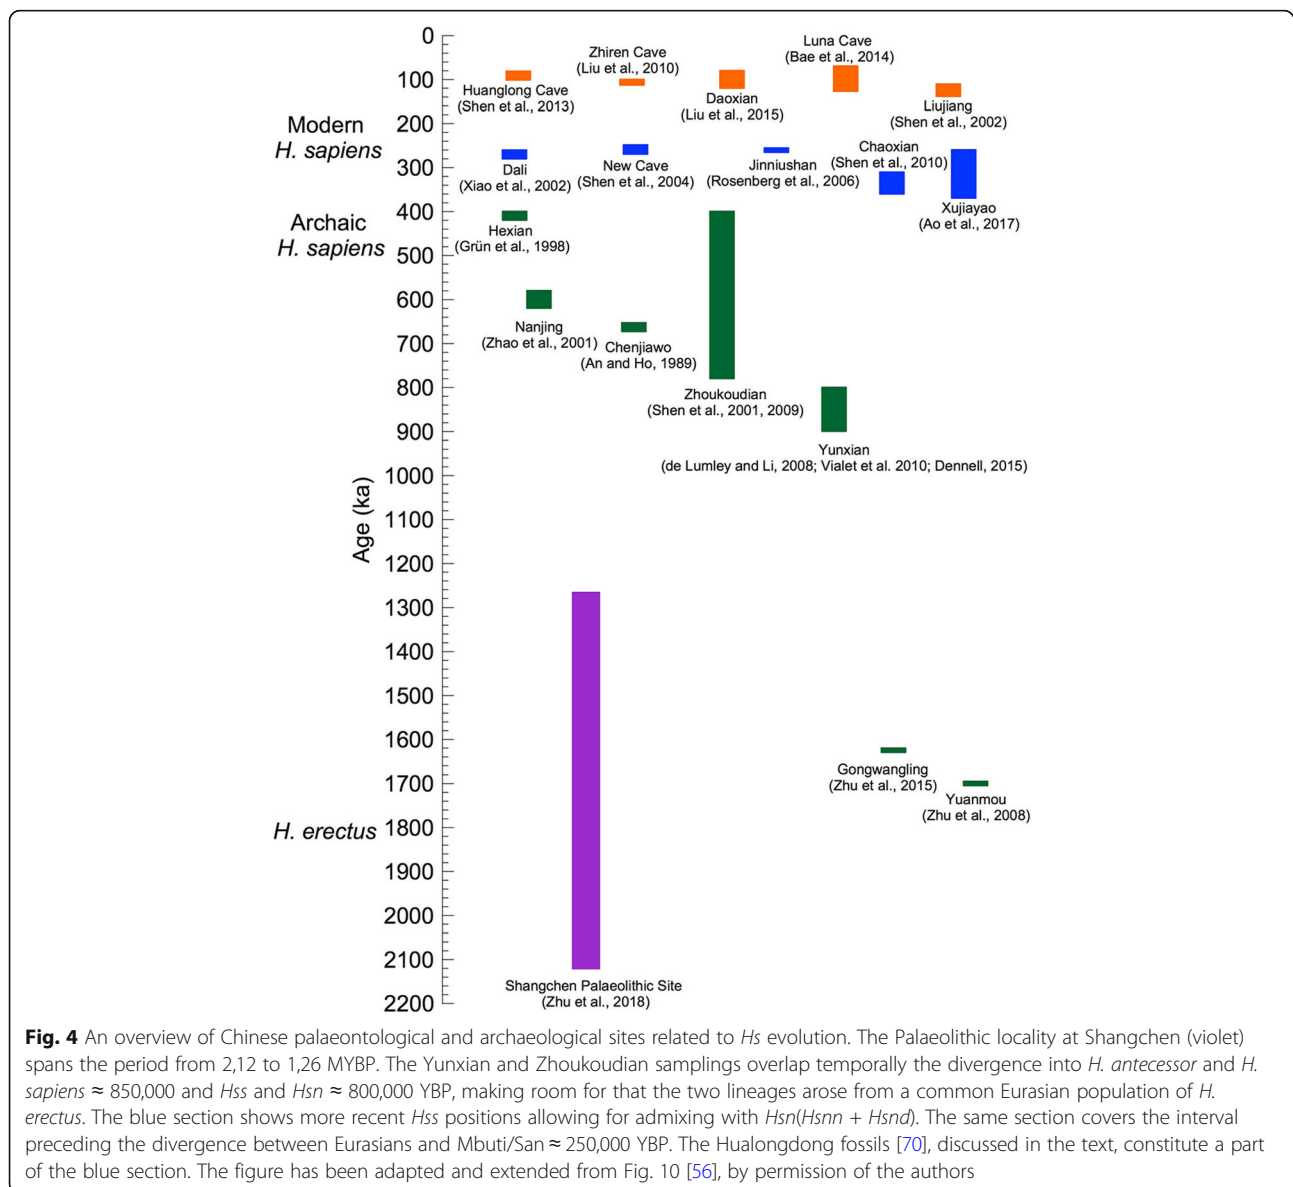 0
100
200
300
400
500
600
700
800
900
1000
1100
1200
1300
1400
1500
1600
1700
1800
1900
2000
2100
2200
Age (ka)
Modern
H. sapiens
Archaic
H. sapiens
H. erectus
Huanglong Cave
(Shen et al., 2013)
Zhiren Cave
(Liu et al., 2010)
Daoxian
(Liu et al., 2015)
Luna Cave
(Bae et al., 2014)
Liujiang
(Shen et al., 2002)
Dali
(Xiao et al., 2002)
New Cave
(Shen et al., 2004)
Jinniushan
(Rosenberg et al., 2006)
Chaoxian
(Shen et al., 2010)
Xujiayao
(Ao et al., 2017)
Hexian
(Grün et al., 1998)
Nanjing
(Zhao et al., 2001)
Chenjiawo
(An and Ho, 1989)
Zhoukoudian
(Shen et al., 2001, 2009)
Yunxian
(de Lumley and Li, 2008; Vialet et al. 2010; Dennell, 2015)
Gongwangling
(Zhu et al., 2015)
Yuanmou
(Zhu et al., 2008)
Shangchen Palaeolithic Site
(Zhu et al., 2018)
Fig. 4 An overview of Chinese palaeontological and archaeological sites related to Hs evolution. The Palaeolithic locality at Shangchen (violet)
spans the period from 2,12 to 1,26 MYBP. The Yunxian and Zhoukoudian samplings overlap temporally the divergence into H. antecessor and H.
sapiens ≈ 850,000 and Hss and Hsn ≈ 800,000 YBP, making room for that the two lineages arose from a common Eurasian population of H.
erectus. The blue section shows more recent Hss positions allowing for admixing with Hsn(Hsnn + Hsnd). The same section covers the interval
preceding the divergence between Eurasians and Mbuti/San ≈ 250,000 YBP. The Hualongdong fossils [70], discussed in the text, constitute a part
of the blue section. The figure has been adapted and extended from Fig. 10 [56], by permission of the authors